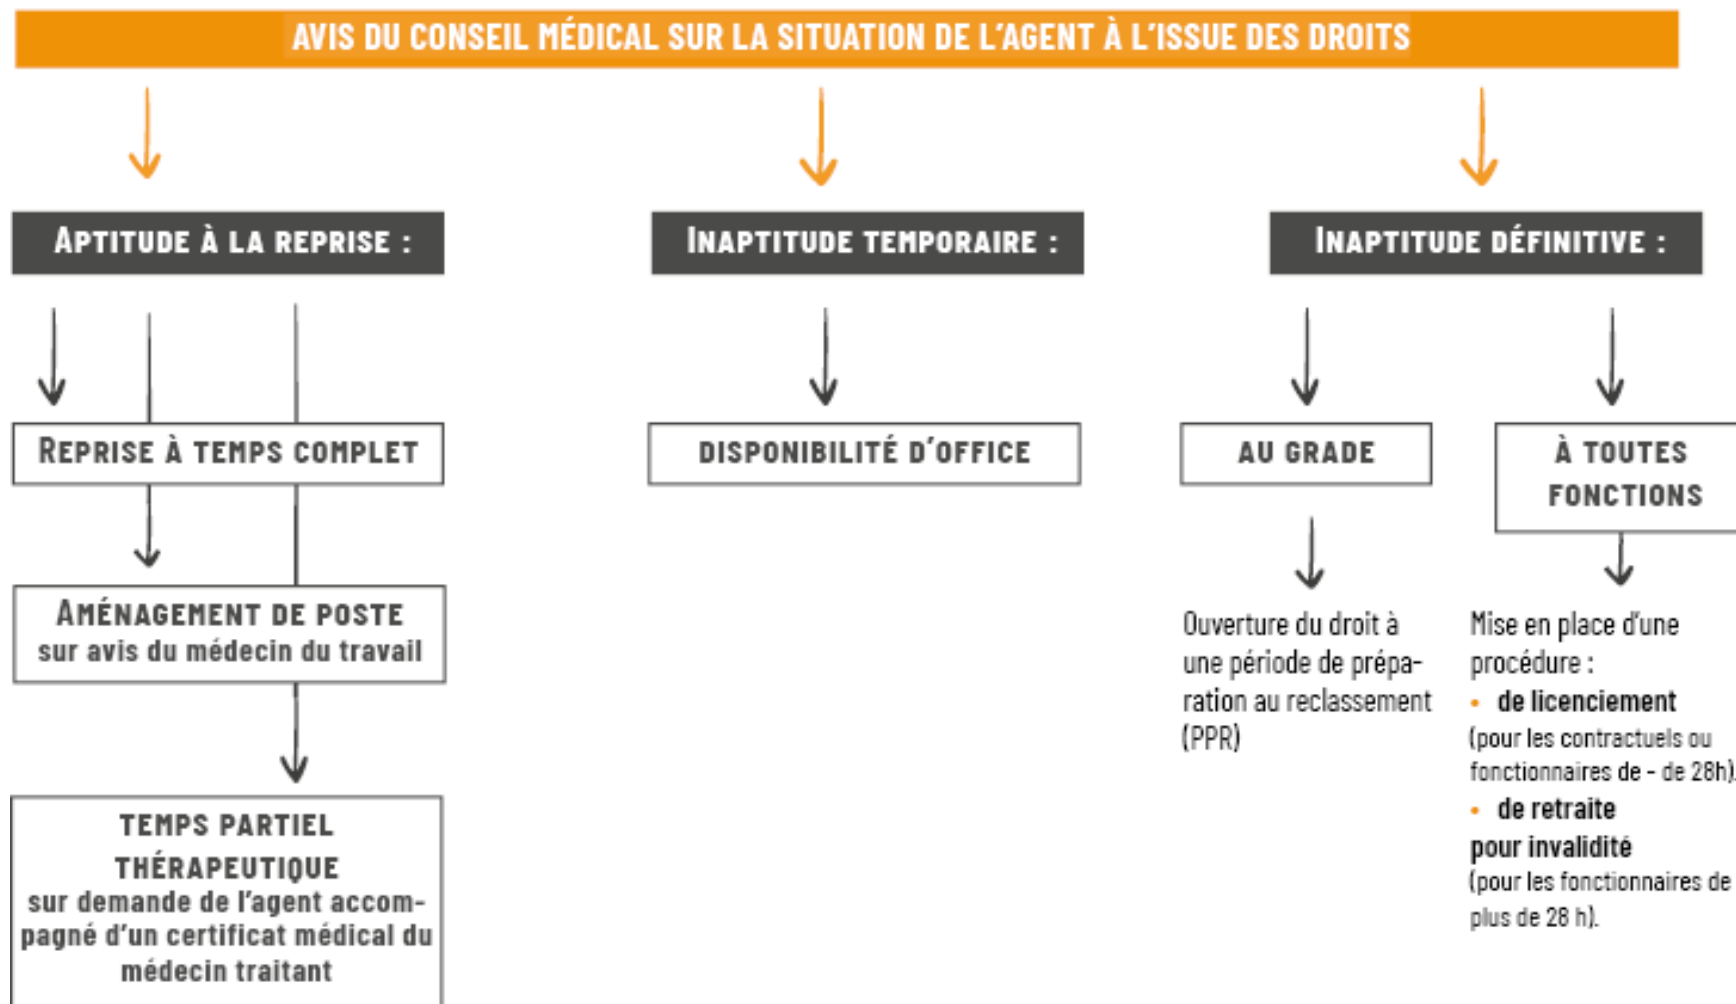 AVIS DU CONSEIL MÉDICAL SUR LA SITUATION DE L'AGENT À L'ISSUE DES DROITS
APTITUDE À LA REPRISE :
REPRISE À TEMPS COMPLET
AMÉNAGEMENT DE POSTE
sur avis du médecin du travail
TEMPS PARTIEL
THÉRAPEUTIQUE
sur demande de l'agent accom-
pagné d'un certificat médical du
médecin traitant
INAPTITUDE TEMPORAIRE :
DISPONIBILITÉ D'OFFICE
INAPTITUDE DÉFINITIVE :
AU GRADE
Ouverture du droit à
une période de prépa-
ration au reclassement
(PPR)
À TOUTES
FONCTIONS
Mise en place d'une
procédure :
• de licenciement
(pour les contractuels ou
fonctionnaires de - de 28h).
• de retraite
pour invalidité
(pour les fonctionnaires de
plus de 28 h).